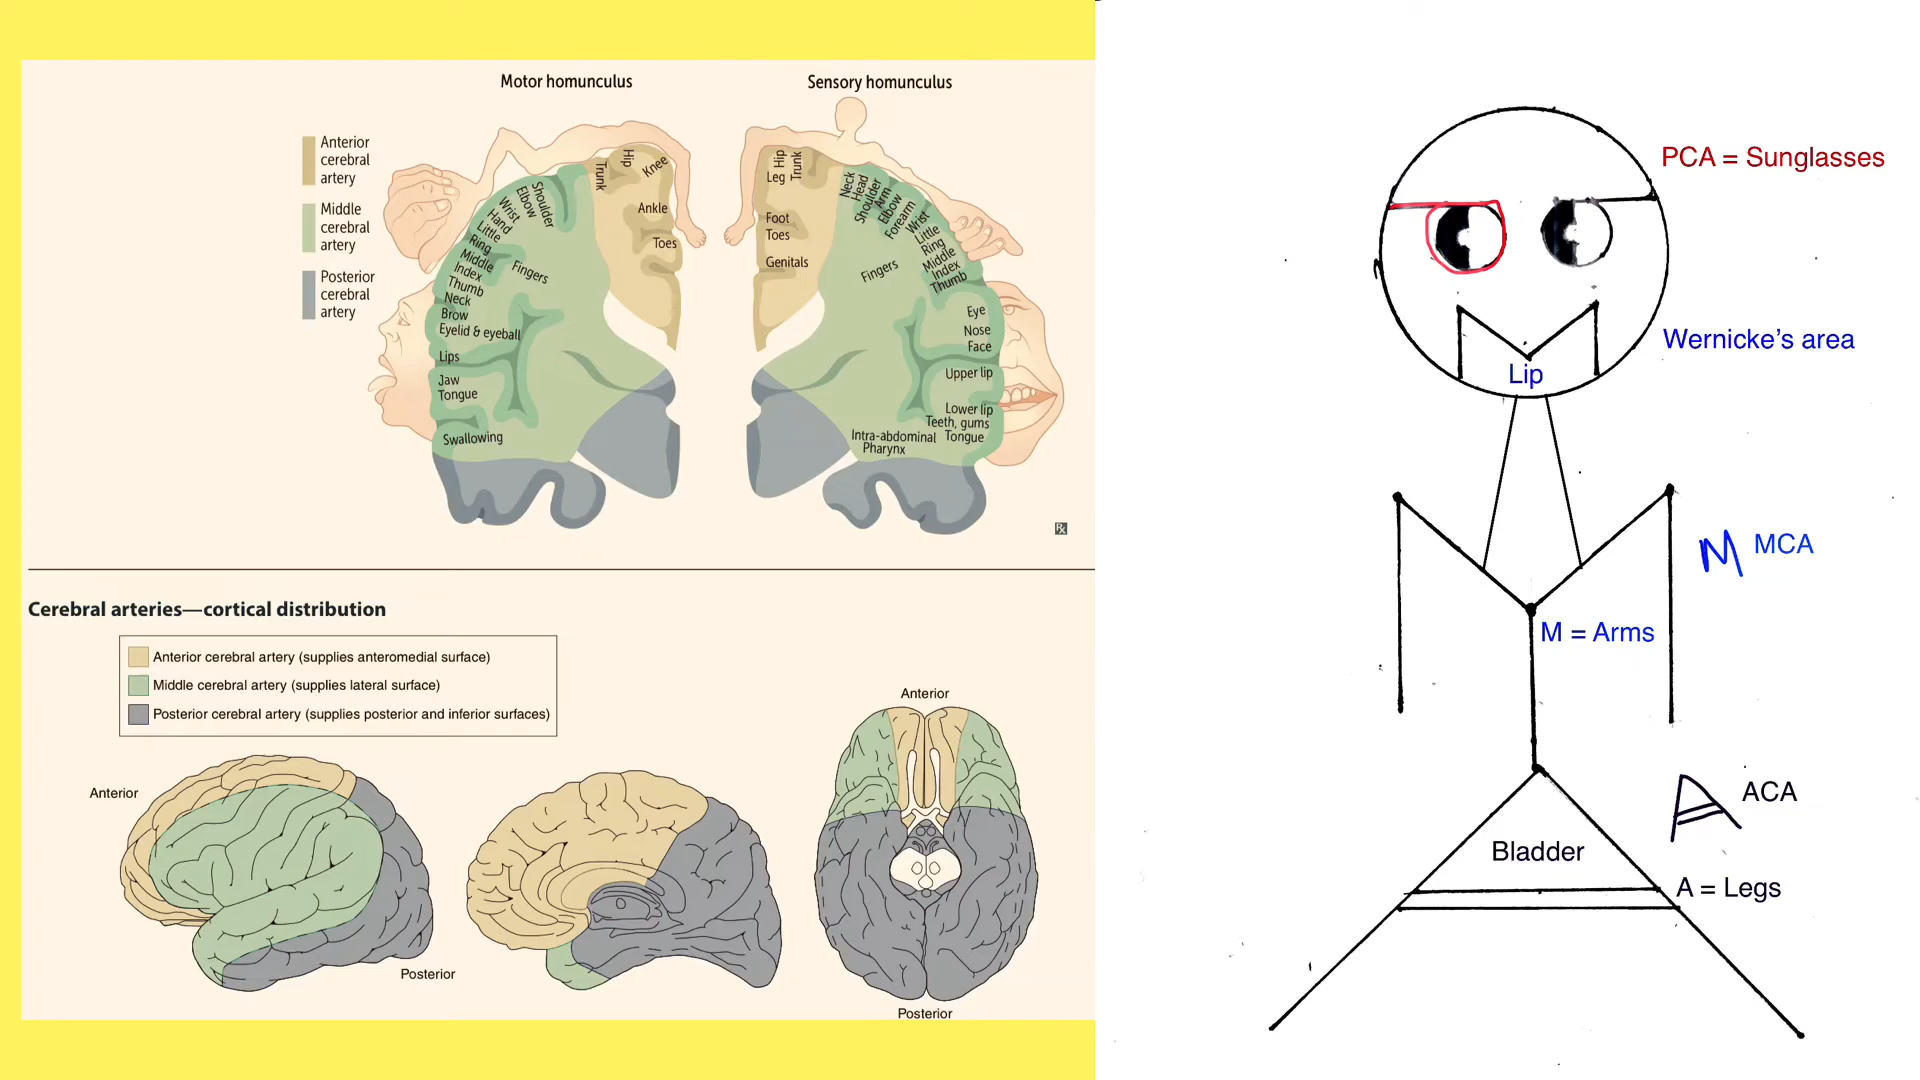 Motor homunculus
Sensory homunculus
Anterior
cerebral
artery
Middle
cerebral
artery
Posterior
cerebral
artery
Trunk
Hip
Knee
Ankle
Toes
Shoulder
Elbow
Wrist
Hand
Little
Ring
Middle
Index
Thumb
Fingers
Neck
Brow
Eyelid & eyeball
Lips
Jaw
Tongue
Swallowing
Hip
Trunk
Leg
Foot
Toes
Genitals
Neck
Head
Shoulder
Arm
Elbow
Forearm
Wrist
Little
Ring
Middle
Index
Thumb
Fingers
Eye
Nose
Face
Upper lip
Lower lip
Teeth, gums
Tongue
Intra-abdominal
Pharynx
Rx
Cerebral arteries—cortical distribution
Anterior cerebral artery (supplies anteromedial surface)
Middle cerebral artery (supplies lateral surface)
Posterior cerebral artery (supplies posterior and inferior surfaces)
Anterior
Posterior
Anterior
Posterior
PCA = Sunglasses
Wernicke's area
Lip
M MCA
M = Arms
A ACA
Bladder
A = Legs